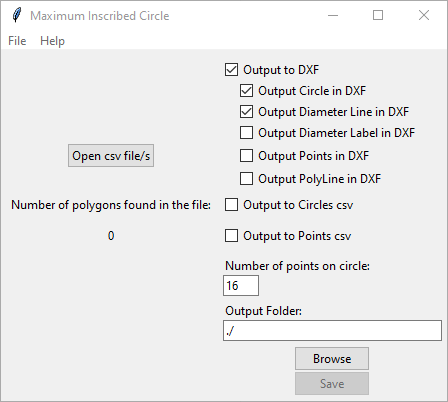 Maximum Inscribed Circle
File Help
Output to DXF
Output Circle in DXF
Output Diameter Line in DXF
Output Diameter Label in DXF
Open csv file/s
Output Points in DXF
Output PolyLine in DXF
Number of polygons found in the file:
Output to Circles csv
0
Output to Points csv
Number of points on circle:
16
Output Folder:
./
Browse
Save